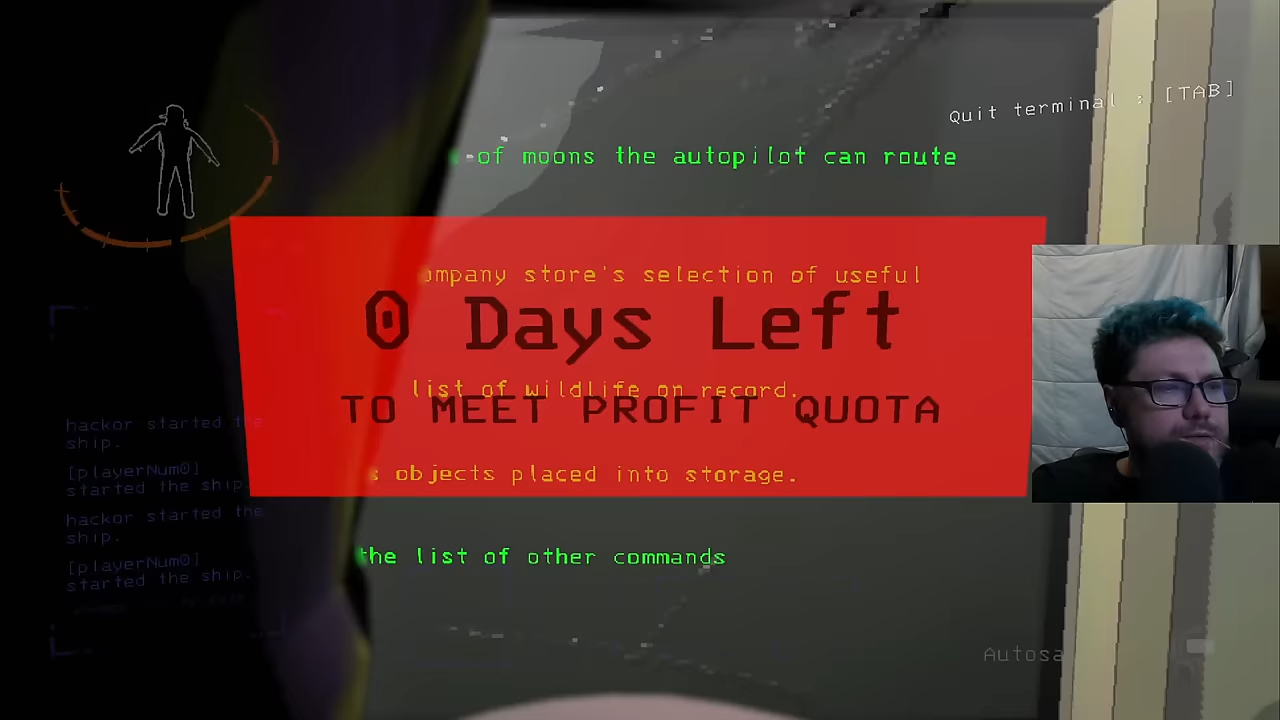 Quit terminal : [TAB]
of moons the autopilot can route
ompany store's selection of useful
0 Days Left
list of wildlife on record.
TO MEET PROFIT QUOTA
s objects placed into storage.
hackor started the
ship.
[playerNum0]
started the ship.
hackor started the
ship.
[playerNum0]
started the ship.
the list of other commands
Autosa